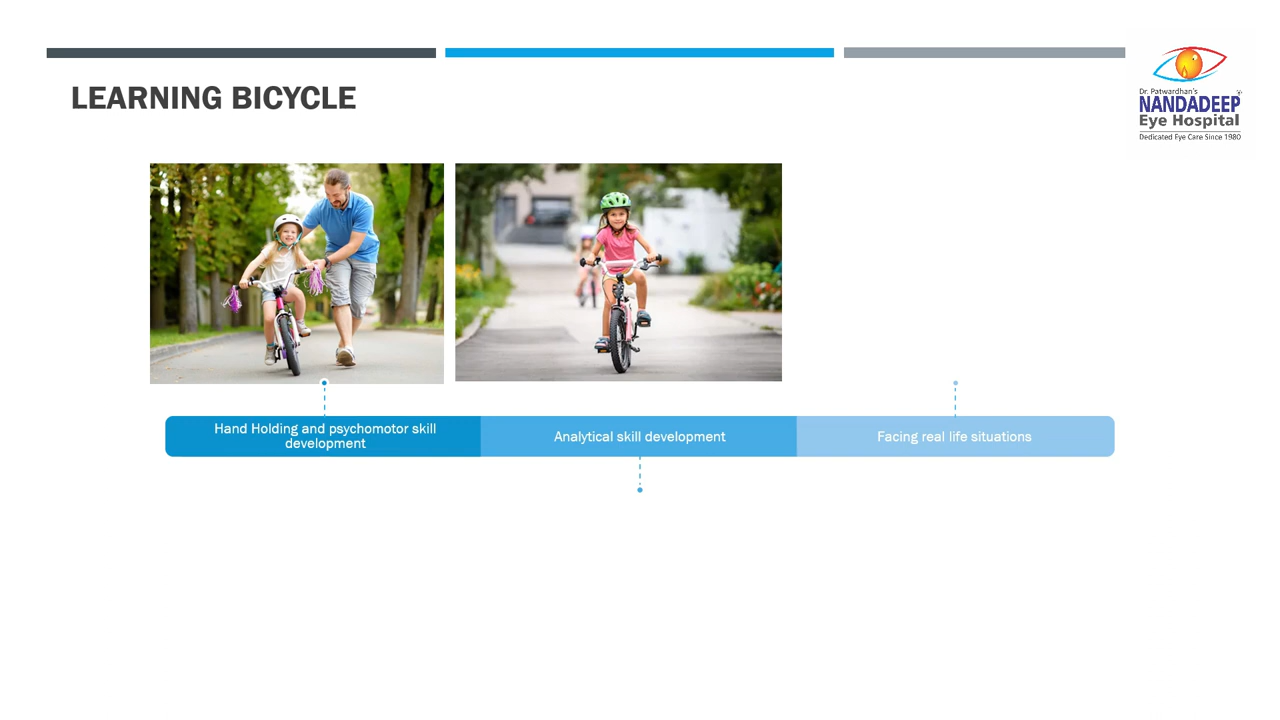 LEARNING BICYCLE
Dr. Patwardhan's
NANDADEEP
Eye Hospital
Dedicated Eye Care Since 1980
Hand Holding and psychomotor skill
development
Analytical skill development
Facing real life situations